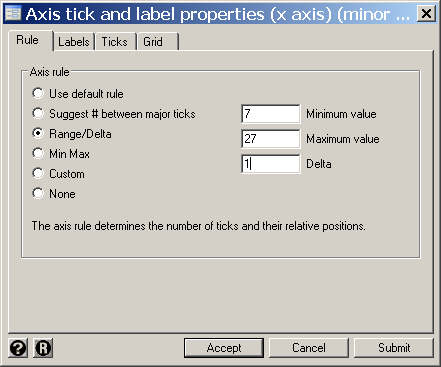 Axis tick and label properties (x axis) (minor ...
Rule Labels Ticks Grid
Axis rule
Use default rule
Suggest # between major ticks 7 Minimum value
Range/Delta 27 Maximum value
Min Max 1 Delta
Custom
None
The axis rule determines the number of ticks and their relative positions.
? R Accept Cancel Submit